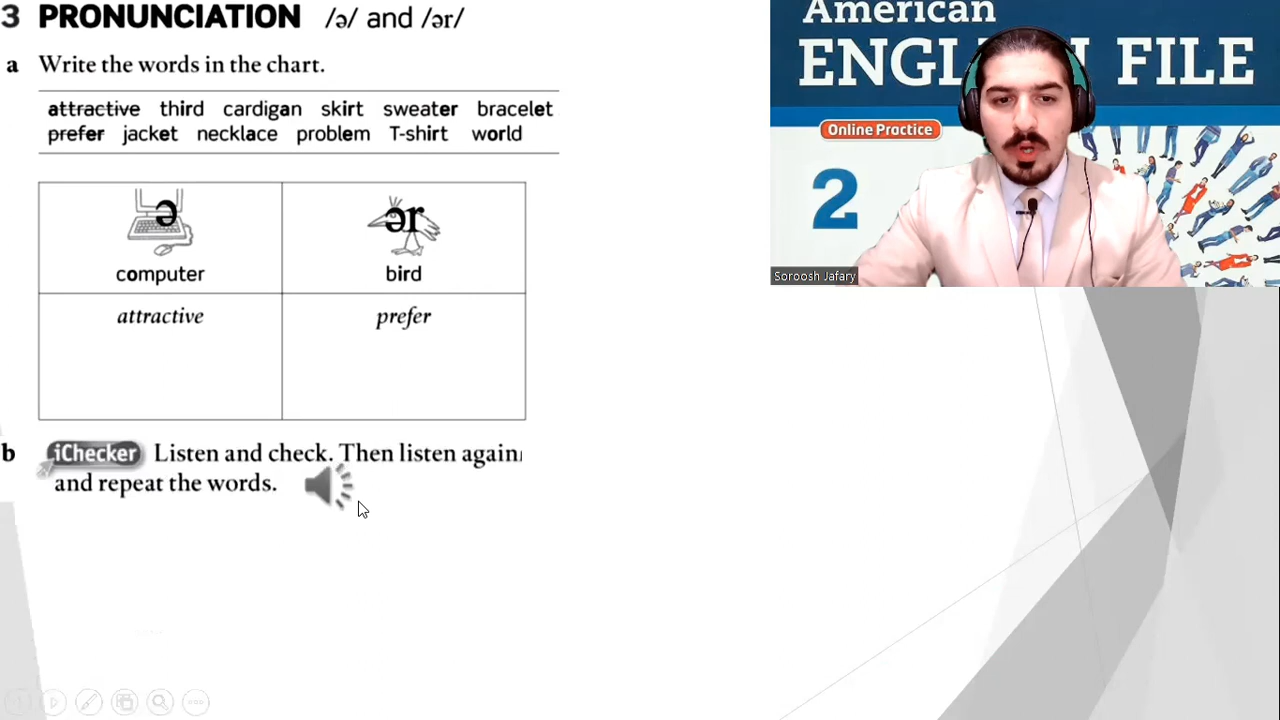 3 PRONUNCIATION /ə/ and /ər/
a Write the words in the chart.
attractive third cardigan skirt sweater bracelet
prefer jacket necklace problem T-shirt world
ə
ər
computer
bird
attractive
prefer
b iChecker Listen and check. Then listen again
and repeat the words.
American
ENGLISH FILE
Online Practice
2
Soroosh Jafary